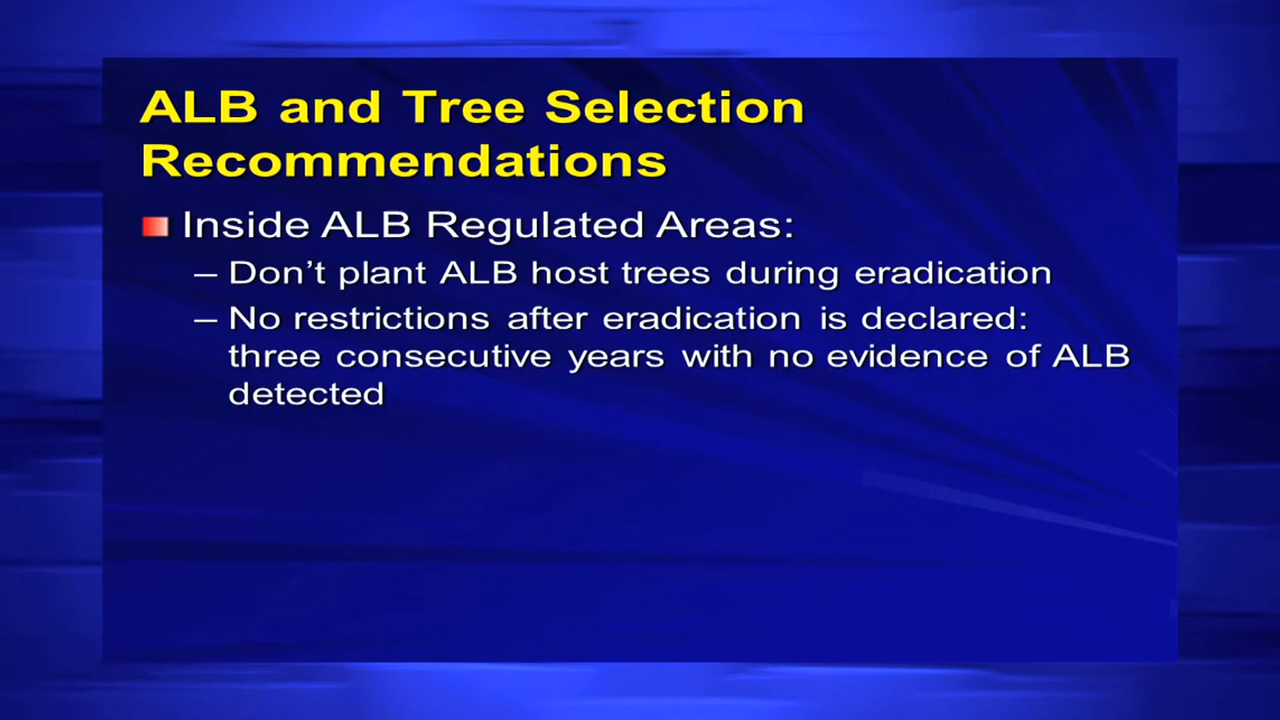 ALB and Tree Selection
Recommendations
Inside ALB Regulated Areas:
– Don’t plant ALB host trees during eradication
– No restrictions after eradication is declared:
three consecutive years with no evidence of ALB
detected